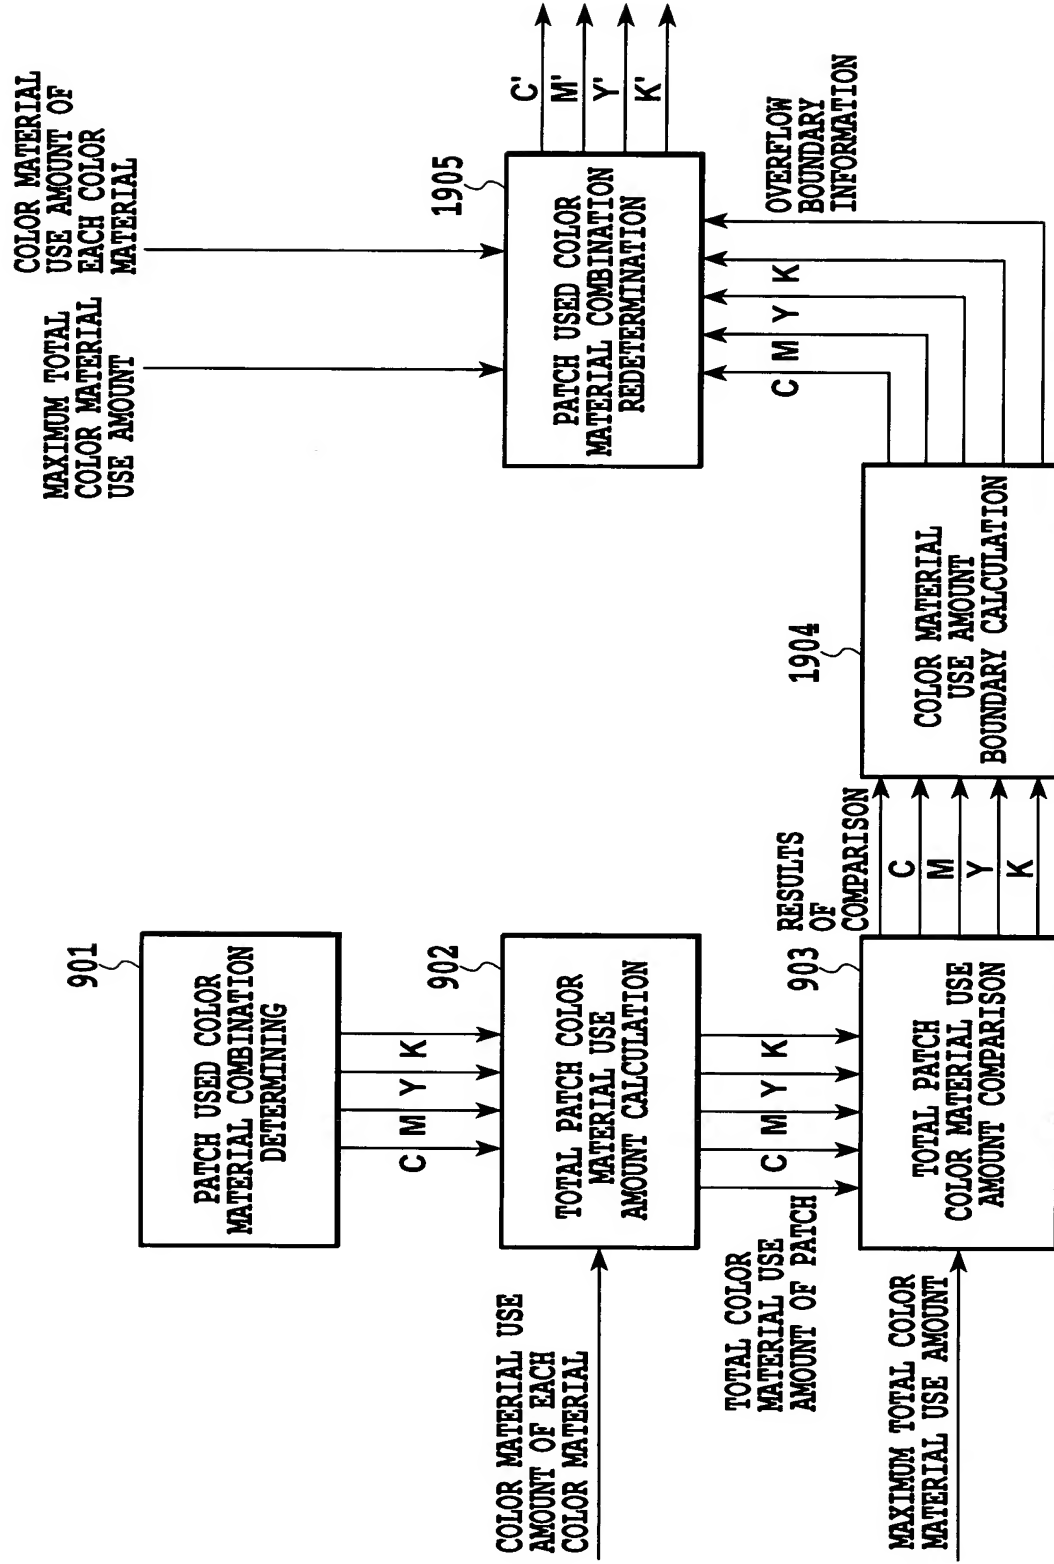 901
PATCH USED COLOR
MATERIAL COMBINATION
DETERMINING
C
M
Y
K
COLOR MATERIAL USE
AMOUNT OF EACH
COLOR MATERIAL
902
TOTAL PATCH COLOR
MATERIAL USE
AMOUNT CALCULATION
TOTAL COLOR
MATERIAL USE
AMOUNT OF PATCH
C
M
Y
K
MAXIMUM TOTAL COLOR
MATERIAL USE AMOUNT
903
TOTAL PATCH
COLOR MATERIAL USE
AMOUNT COMPARISON
RESULTS
OF
COMPARISON
C
M
Y
K
1904
COLOR MATERIAL
USE AMOUNT
BOUNDARY CALCULATION
C
M
Y
K
OVERFLOW
BOUNDARY
INFORMATION
MAXIMUM TOTAL
COLOR MATERIAL
USE AMOUNT
COLOR MATERIAL
USE AMOUNT OF
EACH COLOR
MATERIAL
1905
PATCH USED COLOR
MATERIAL COMBINATION
REDETERMINATION
C'
M'
Y'
K'